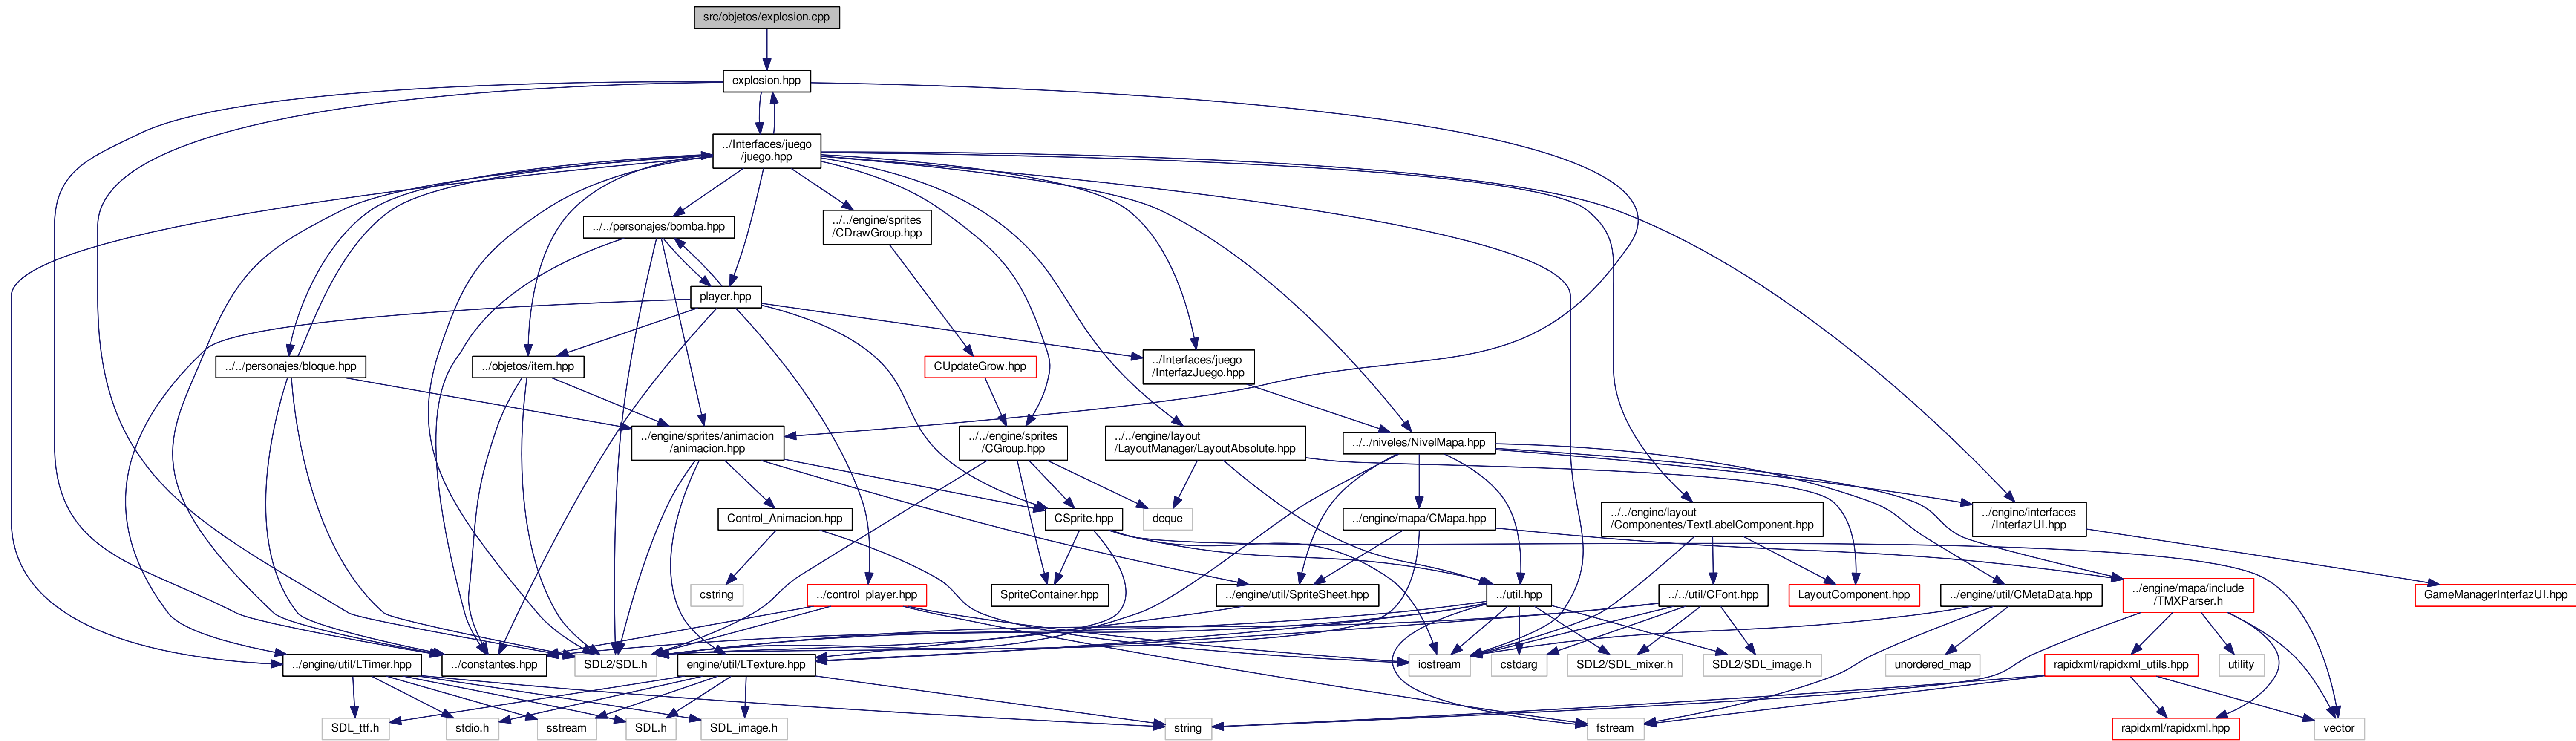 src/objetos/explosion.cpp
explosion.hpp
../Interfaces/juego
/juego.hpp
../../personajes/bomba.hpp
../../engine/sprites
/CDrawGroup.hpp
player.hpp
../../personajes/bloque.hpp
../objetos/item.hpp
CUpdateGrow.hpp
../Interfaces/juego
/InterfazJuego.hpp
../engine/sprites/animacion
/animacion.hpp
../../engine/sprites
/CGroup.hpp
../../engine/layout
/LayoutManager/LayoutAbsolute.hpp
../../niveles/NivelMapa.hpp
Control_Animacion.hpp
CSprite.hpp
deque
../engine/mapa/CMapa.hpp
../../engine/layout
/Componentes/TextLabelComponent.hpp
../engine/interfaces
/InterfazUI.hpp
cstring
../control_player.hpp
SpriteContainer.hpp
../engine/util/SpriteSheet.hpp
../util.hpp
../../util/CFont.hpp
LayoutComponent.hpp
../engine/util/CMetaData.hpp
../engine/mapa/include
/TMXParser.h
GameManagerInterfazUI.hpp
../engine/util/LTimer.hpp
../constantes.hpp
SDL2/SDL.h
engine/util/LTexture.hpp
iostream
cstdarg
SDL2/SDL_mixer.h
SDL2/SDL_image.h
unordered_map
rapidxml/rapidxml_utils.hpp
utility
SDL_ttf.h
stdio.h
sstream
SDL.h
SDL_image.h
string
fstream
rapidxml/rapidxml.hpp
vector